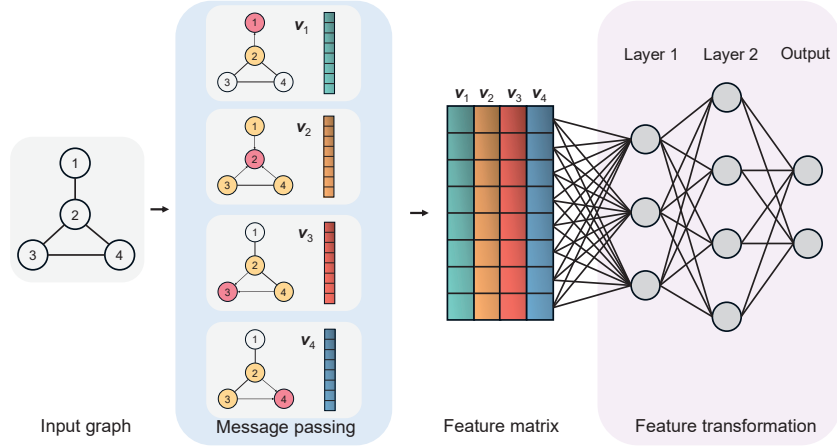 1
2
3
4
Input graph
1
2
3
4
v1
1
2
3
4
v2
1
2
3
4
v3
1
2
3
4
v4
Message passing
v1 v2 v3 v4
Feature matrix
Layer 1 Layer 2 Output
Feature transformation